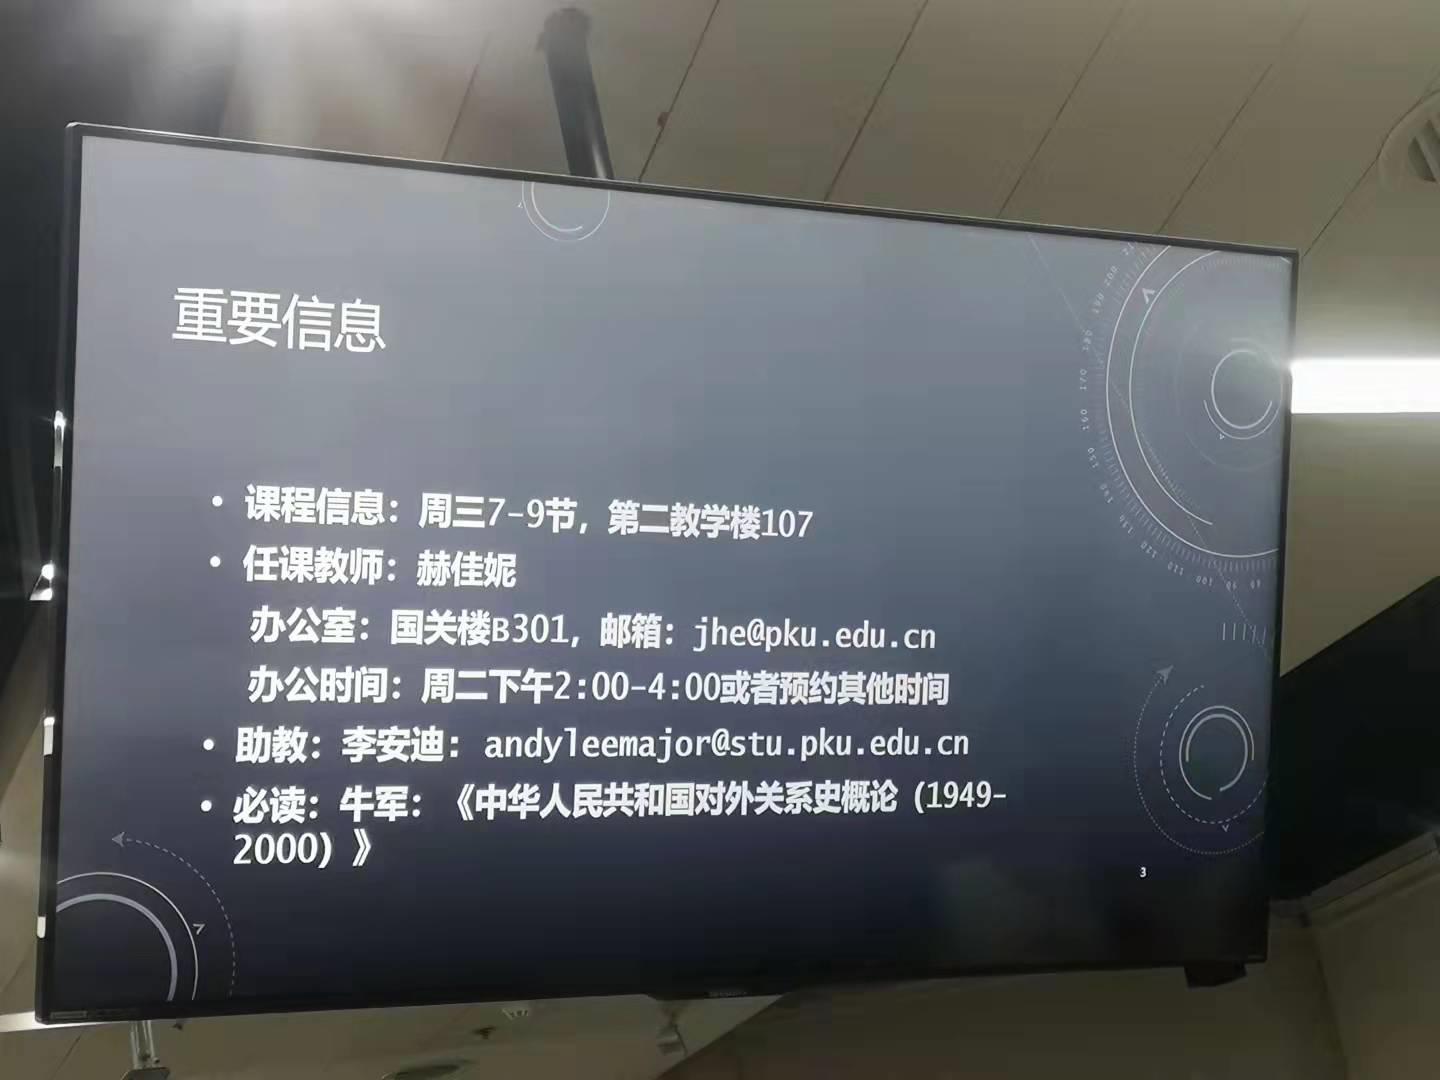 重要信息
• 课程信息：周三7-9节，第二教学楼107
• 任课教师：赫佳妮
办公室：国关楼B301，邮箱：jhe@pku.edu.cn
办公时间：周二下午2:00-4:00或者预约其他时间
• 助教：李安迪：andyleemajor@stu.pku.edu.cn
• 必读：牛军：《中华人民共和国对外关系史概论（1949-
2000）》
3